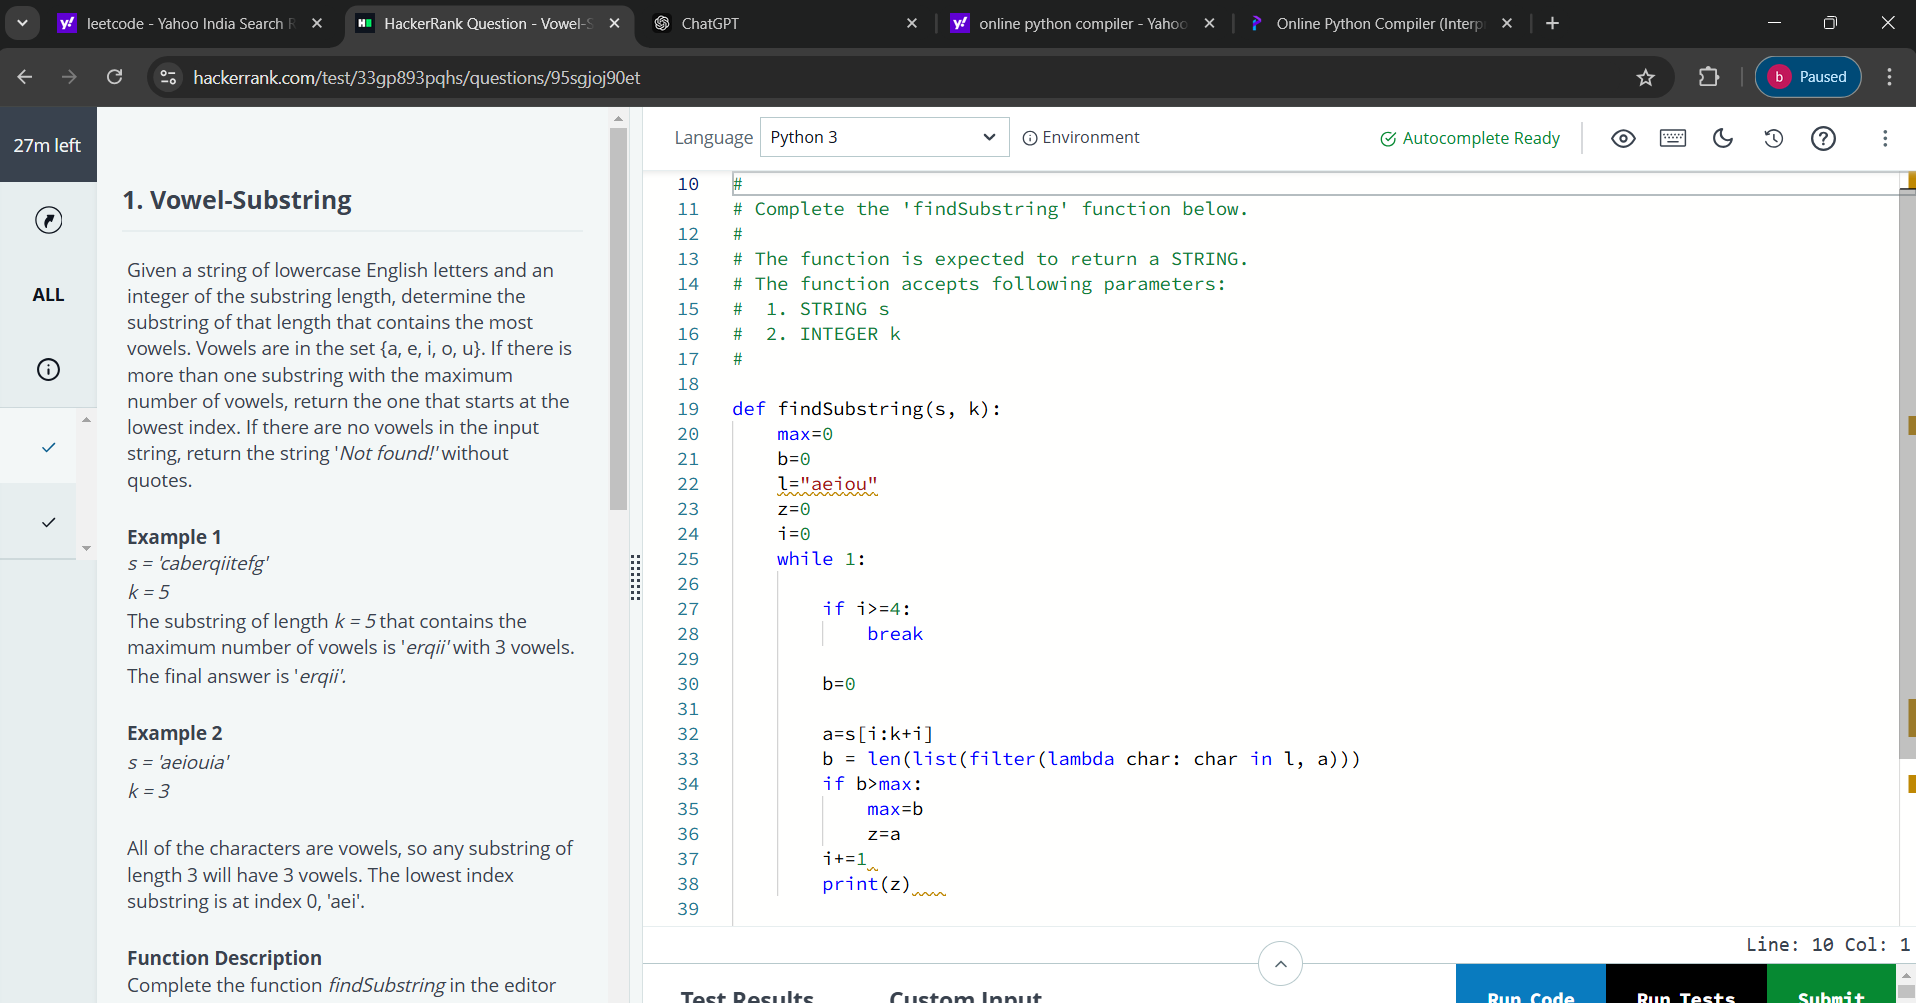 leetcode - Yahoo India Search R
HackerRank Question - Vowel-S
ChatGPT
online python compiler - Yahoo
Online Python Compiler (Interp
hackerrank.com/test/33gp893pqhs/questions/95sgjoj90et
b Paused
27m left
ALL
1. Vowel-Substring
Given a string of lowercase English letters and an
integer of the substring length, determine the
substring of that length that contains the most
vowels. Vowels are in the set {a, e, i, o, u}. If there is
more than one substring with the maximum
number of vowels, return the one that starts at the
lowest index. If there are no vowels in the input
string, return the string 'Not found!' without
quotes.
Example 1
s = 'caberqiitefg'
k = 5
The substring of length k = 5 that contains the
maximum number of vowels is 'erqii' with 3 vowels.
The final answer is 'erqii'.
Example 2
s = 'aeiouia'
k = 3
All of the characters are vowels, so any substring of
length 3 will have 3 vowels. The lowest index
substring is at index 0, 'aei'.
Function Description
Complete the function findSubstring in the editor
Language Python 3 Environment Autocomplete Ready
10 #
11 # Complete the 'findSubstring' function below.
12 #
13 # The function is expected to return a STRING.
14 # The function accepts following parameters:
15 #  1. STRING s
16 #  2. INTEGER k
17 #
18
19 def findSubstring(s, k):
20     max=0
21     b=0
22     l="aeiou"
23     z=0
24     i=0
25     while 1:
26
27         if i>=4:
28             break
29
30         b=0
31
32         a=s[i:k+i]
33         b = len(list(filter(lambda char: char in l, a)))
34         if b>max:
35             max=b
36             z=a
37         i+=1
38         print(z)
39
Line: 10 Col: 1
Test Results Custom Input Run Code Run Tests Submit